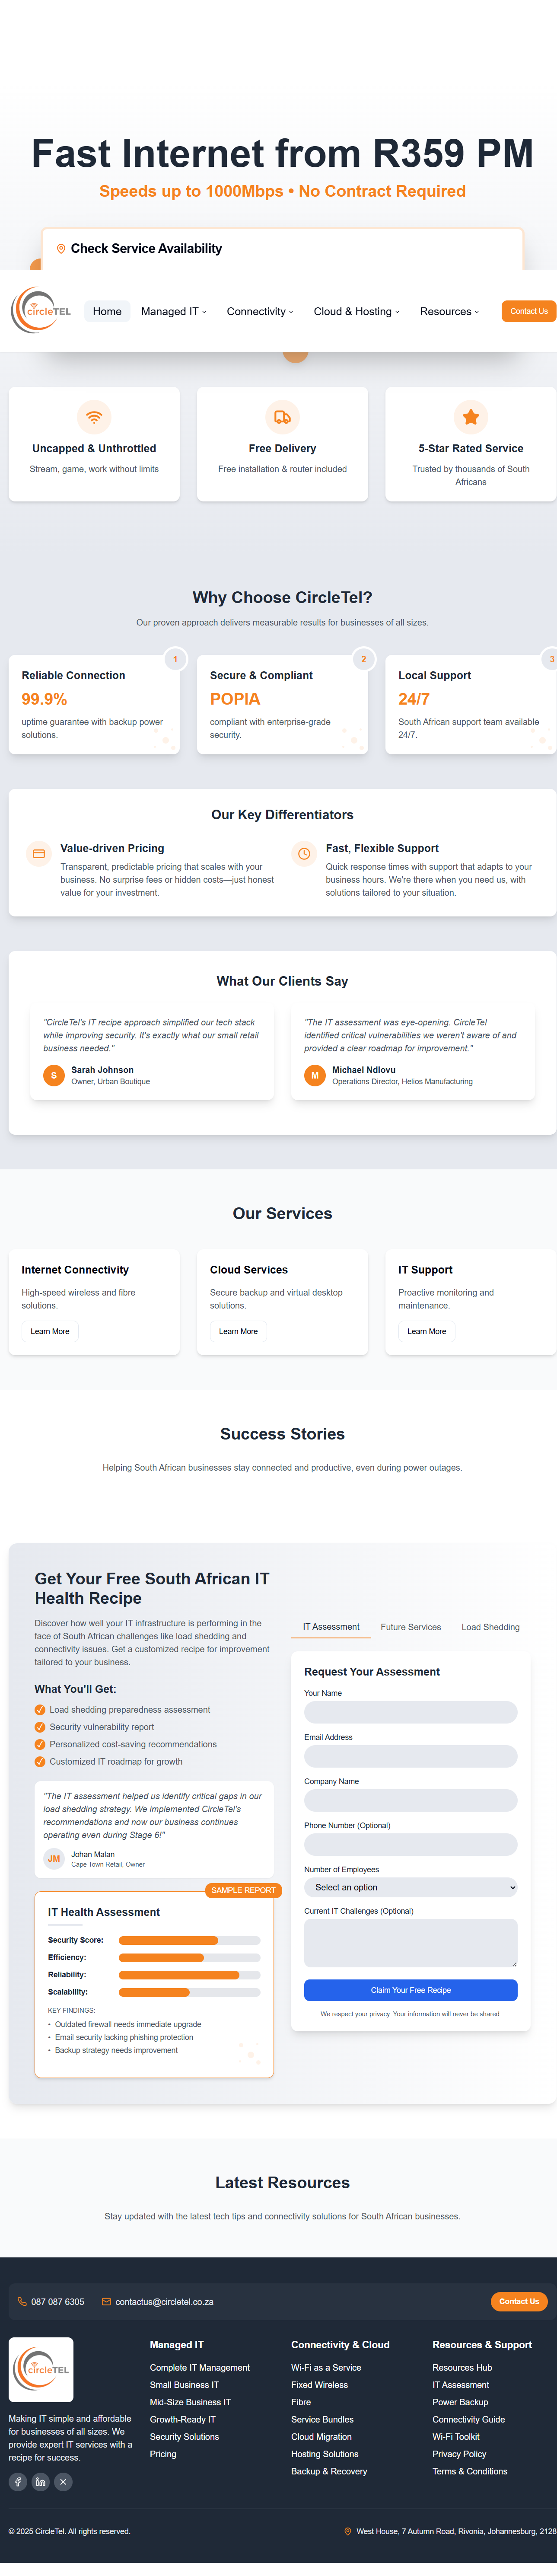 Fast Internet from R359 PM
Speeds up to 1000Mbps • No Contract Required
Check Service Availability
circleTEL
Home
Managed IT
Connectivity
Cloud & Hosting
Resources
Contact Us
Uncapped & Unthrottled
Stream, game, work without limits
Free Delivery
Free installation & router included
5-Star Rated Service
Trusted by thousands of South
Africans
Why Choose CircleTel?
Our proven approach delivers measurable results for businesses of all sizes.
1
Reliable Connection
99.9%
uptime guarantee with backup power
solutions.
2
Secure & Compliant
POPIA
compliant with enterprise-grade
security.
3
Local Support
24/7
South African support team available
24/7.
Our Key Differentiators
Value-driven Pricing
Transparent, predictable pricing that scales with your
business. No surprise fees or hidden costs—just honest
value for your investment.
Fast, Flexible Support
Quick response times with support that adapts to your
business hours. We're there when you need us, with
solutions tailored to your situation.
What Our Clients Say
"CircleTel's IT recipe approach simplified our tech stack
while improving security. It's exactly what our small retail
business needed."
S
Sarah Johnson
Owner, Urban Boutique
"The IT assessment was eye-opening. CircleTel
identified critical vulnerabilities we weren't aware of and
provided a clear roadmap for improvement."
M
Michael Ndlovu
Operations Director, Helios Manufacturing
Our Services
Internet Connectivity
High-speed wireless and fibre
solutions.
Learn More
Cloud Services
Secure backup and virtual desktop
solutions.
Learn More
IT Support
Proactive monitoring and
maintenance.
Learn More
Success Stories
Helping South African businesses stay connected and productive, even during power outages.
Get Your Free South African IT
Health Recipe
Discover how well your IT infrastructure is performing in the
face of South African challenges like load shedding and
connectivity issues. Get a customized recipe for improvement
tailored to your business.
What You'll Get:
Load shedding preparedness assessment
Security vulnerability report
Personalized cost-saving recommendations
Customized IT roadmap for growth
"The IT assessment helped us identify critical gaps in our
load shedding strategy. We implemented CircleTel's
recommendations and now our business continues
operating even during Stage 6!"
JM
Johan Malan
Cape Town Retail, Owner
SAMPLE REPORT
IT Health Assessment
Security Score:
Efficiency:
Reliability:
Scalability:
KEY FINDINGS:
• Outdated firewall needs immediate upgrade
• Email security lacking phishing protection
• Backup strategy needs improvement
IT Assessment
Future Services
Load Shedding
Request Your Assessment
Your Name
Email Address
Company Name
Phone Number (Optional)
Number of Employees
Select an option
Current IT Challenges (Optional)
Claim Your Free Recipe
We respect your privacy. Your information will never be shared.
Latest Resources
Stay updated with the latest tech tips and connectivity solutions for South African businesses.
087 087 6305
contactus@circletel.co.za
Contact Us
circleTEL
Making IT simple and affordable
for businesses of all sizes. We
provide expert IT services with a
recipe for success.
Managed IT
Complete IT Management
Small Business IT
Mid-Size Business IT
Growth-Ready IT
Security Solutions
Pricing
Connectivity & Cloud
Wi-Fi as a Service
Fixed Wireless
Fibre
Service Bundles
Cloud Migration
Hosting Solutions
Backup & Recovery
Resources & Support
Resources Hub
IT Assessment
Power Backup
Connectivity Guide
Wi-Fi Toolkit
Privacy Policy
Terms & Conditions
© 2025 CircleTel. All rights reserved.
West House, 7 Autumn Road, Rivonia, Johannesburg, 2128